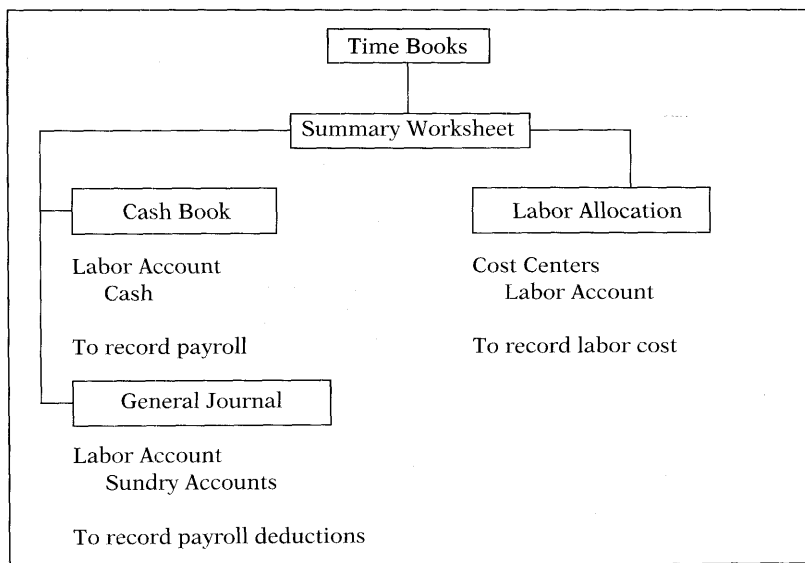 Time Books
Summary Worksheet
Cash Book
Labor Account
Cash
To record payroll
General Journal
Labor Account
Sundry Accounts
To record payroll deductions
Labor Allocation
Cost Centers
Labor Account
To record labor cost